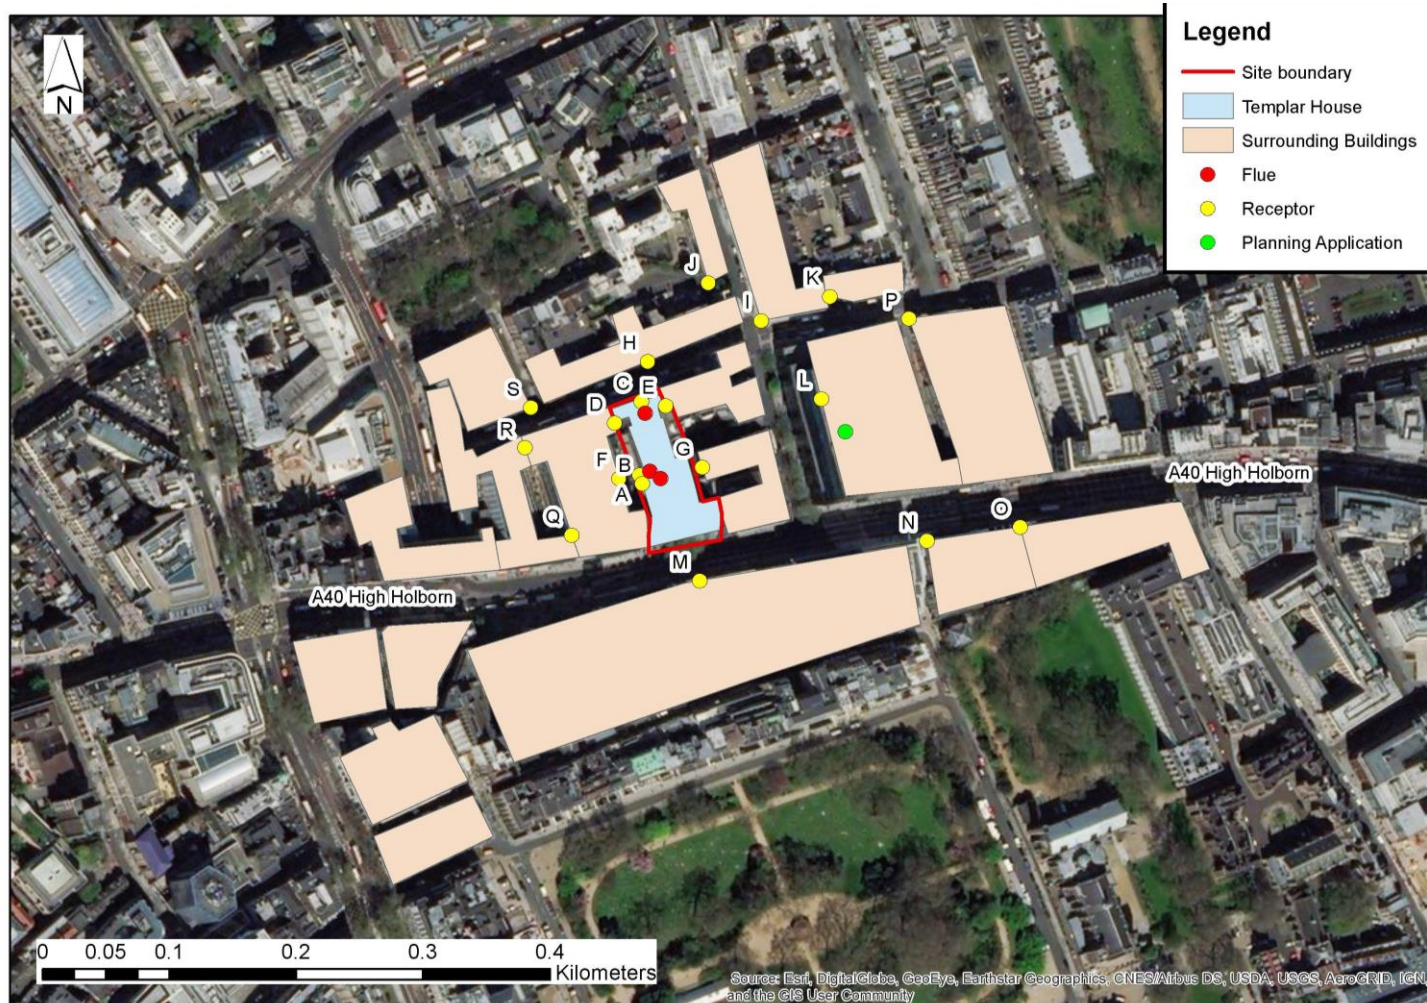 Legend
Site boundary
Templar House
Surrounding Buildings
Flue
Receptor
Planning Application
N
J
K
I
P
H
C
E
L
S
D
R
G
F
B
A
A40 High Holborn
Q
N
O
M
A40 High Holborn
0 0.05 0.1 0.2 0.3 0.4
Kilometers
Source: Esri, DigitalGlobe, GeoEye, Earthstar Geographics, CNES/Airbus DS, USDA, USGS, AeroGRID, IGN,
and the GIS User Community